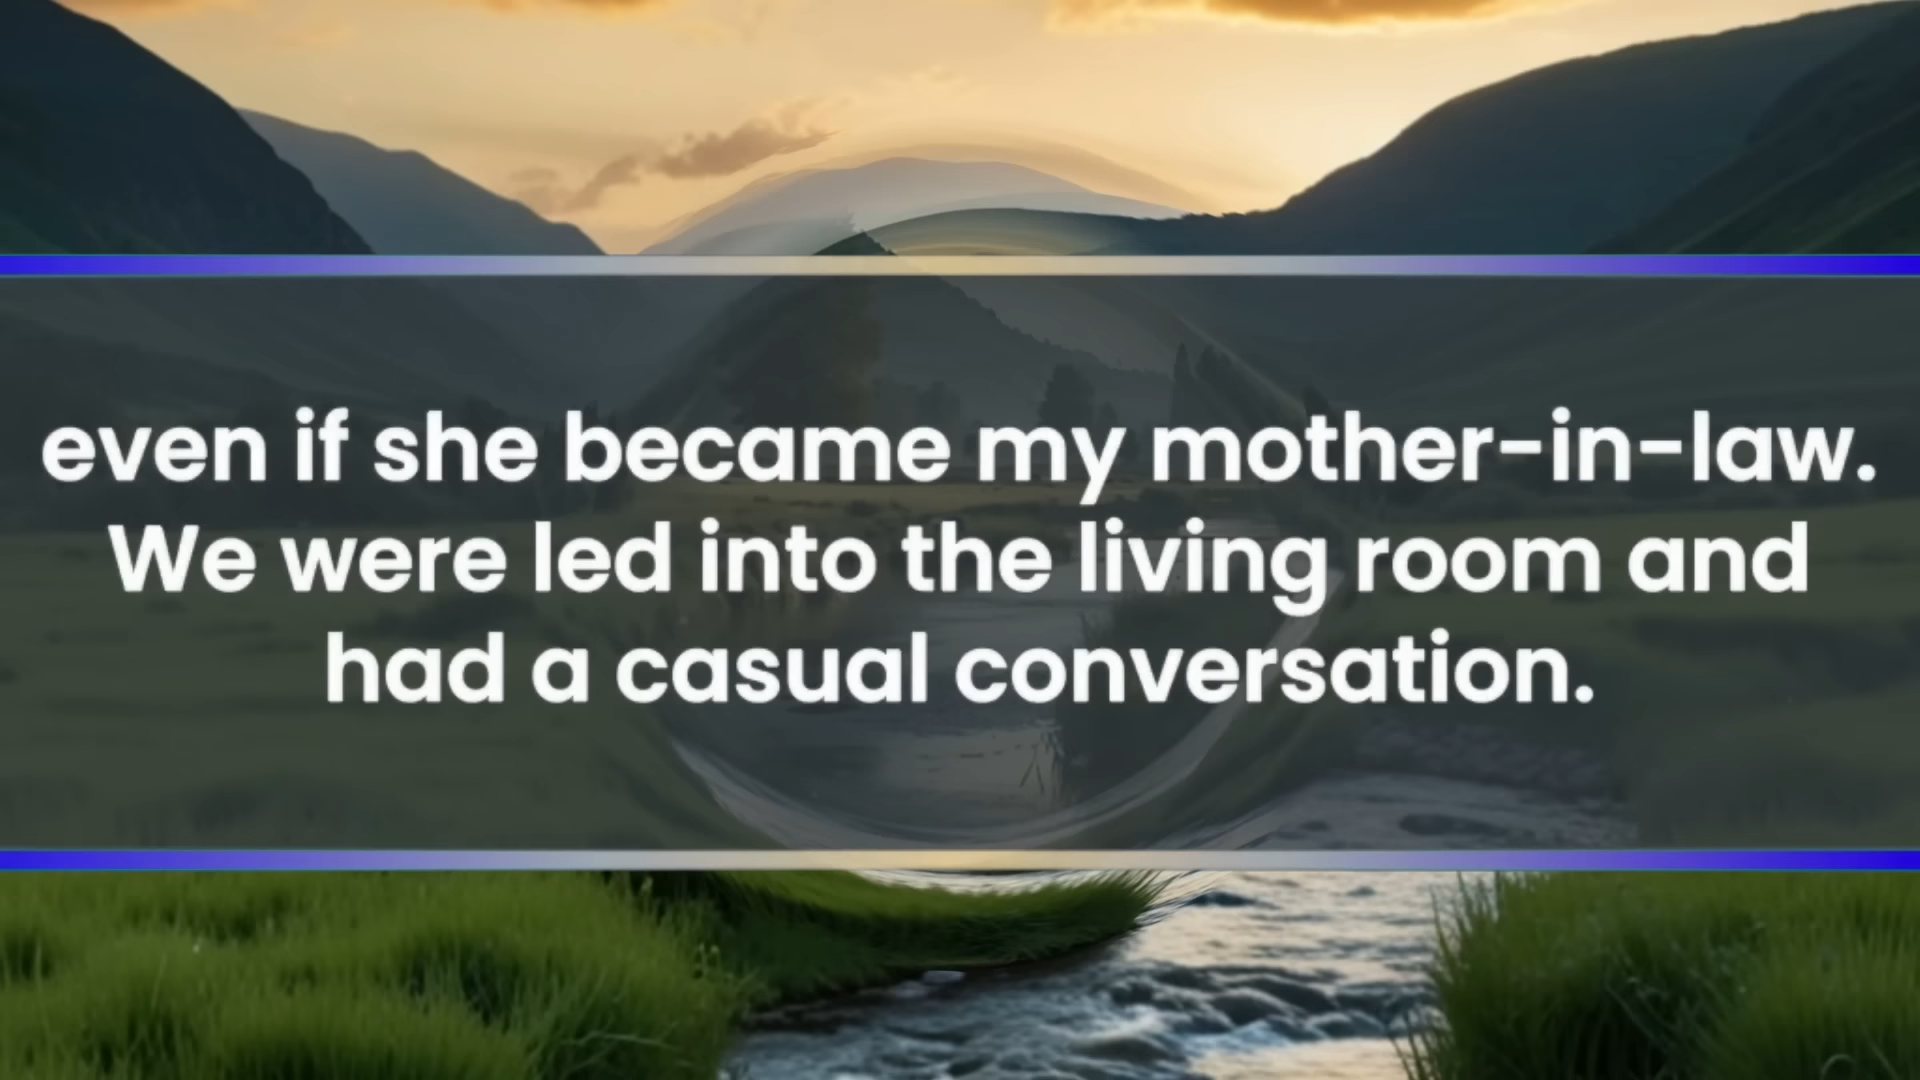 even if she became my mother-in-law.
We were led into the living room and
had a casual conversation.